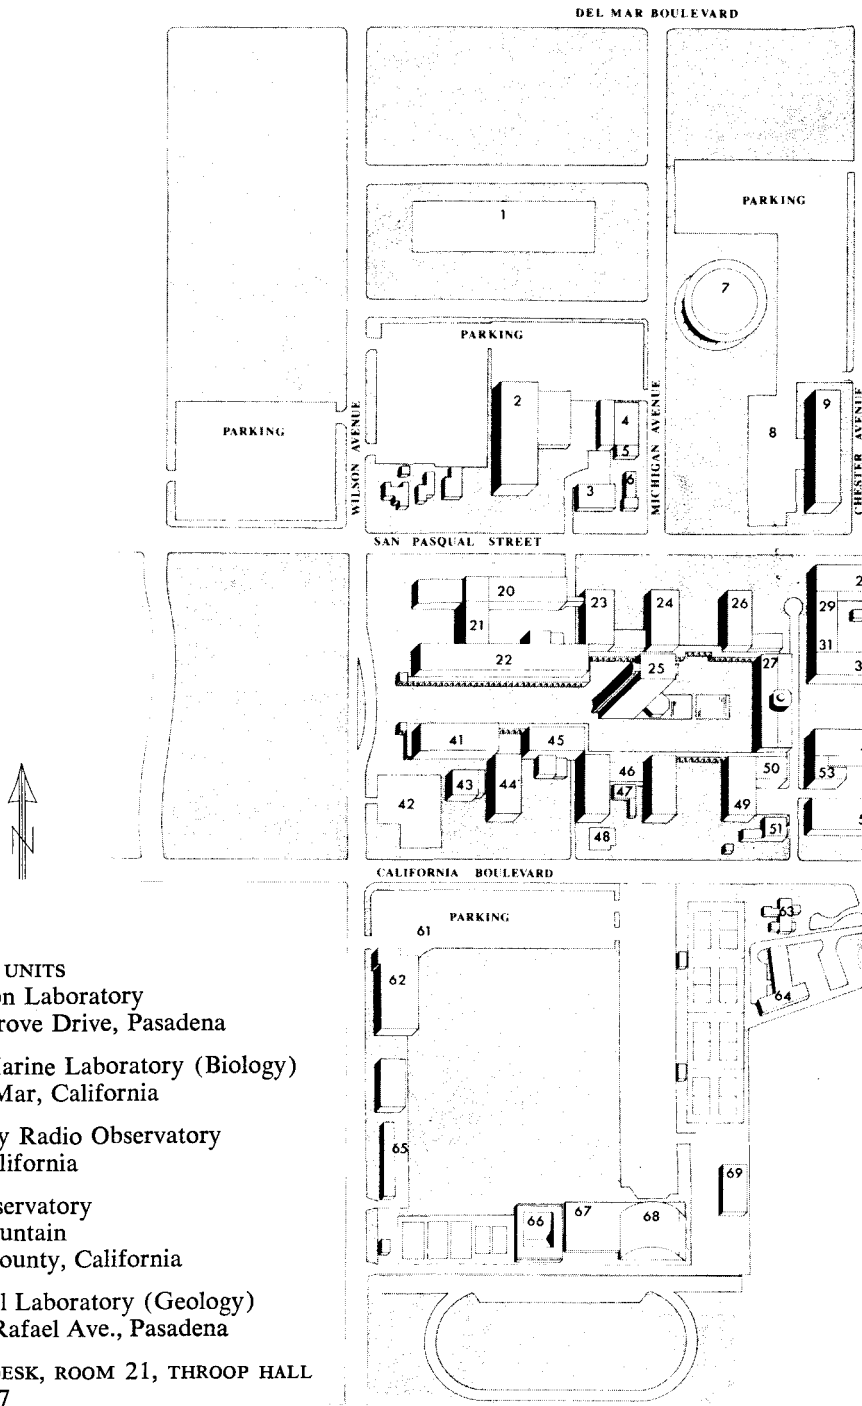 DEL MAR BOULEVARD
PARKING
1
7
PARKING
2
4
9
PARKING
WILSON AVENUE
MICHIGAN AVENUE
8
CHESTER AVENUE
5
3
6
SAN PASQUAL STREET
20
23
24
26
29
21
31
22
25
27
41
45
42
43
44
46
50
53
47
49
48
51
CALIFORNIA BOULEVARD
PARKING
61
63
62
64
65
69
66
67
68
N
UNITS
on Laboratory
rove Drive, Pasadena
arine Laboratory (Biology)
Mar, California
y Radio Observatory
lifornia
servatory
untain
ounty, California
l Laboratory (Geology)
Rafael Ave., Pasadena
DESK, ROOM 21, THROOP HALL
7